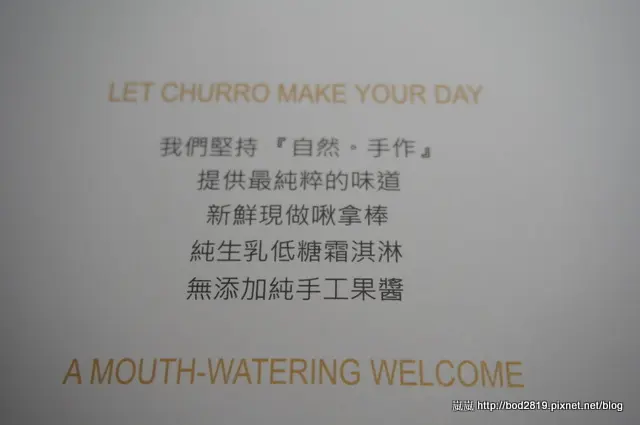 LET CHURRO MAKE YOUR DAY
我們堅持『自然。手作』
提供最純粹的味道
新鮮現做啾拿棒
純生乳低糖霜淇淋
無添加純手工果醬
A MOUTH-WATERING WELCOME
嵐嵐 http://bod2819.pixnet.net/blog